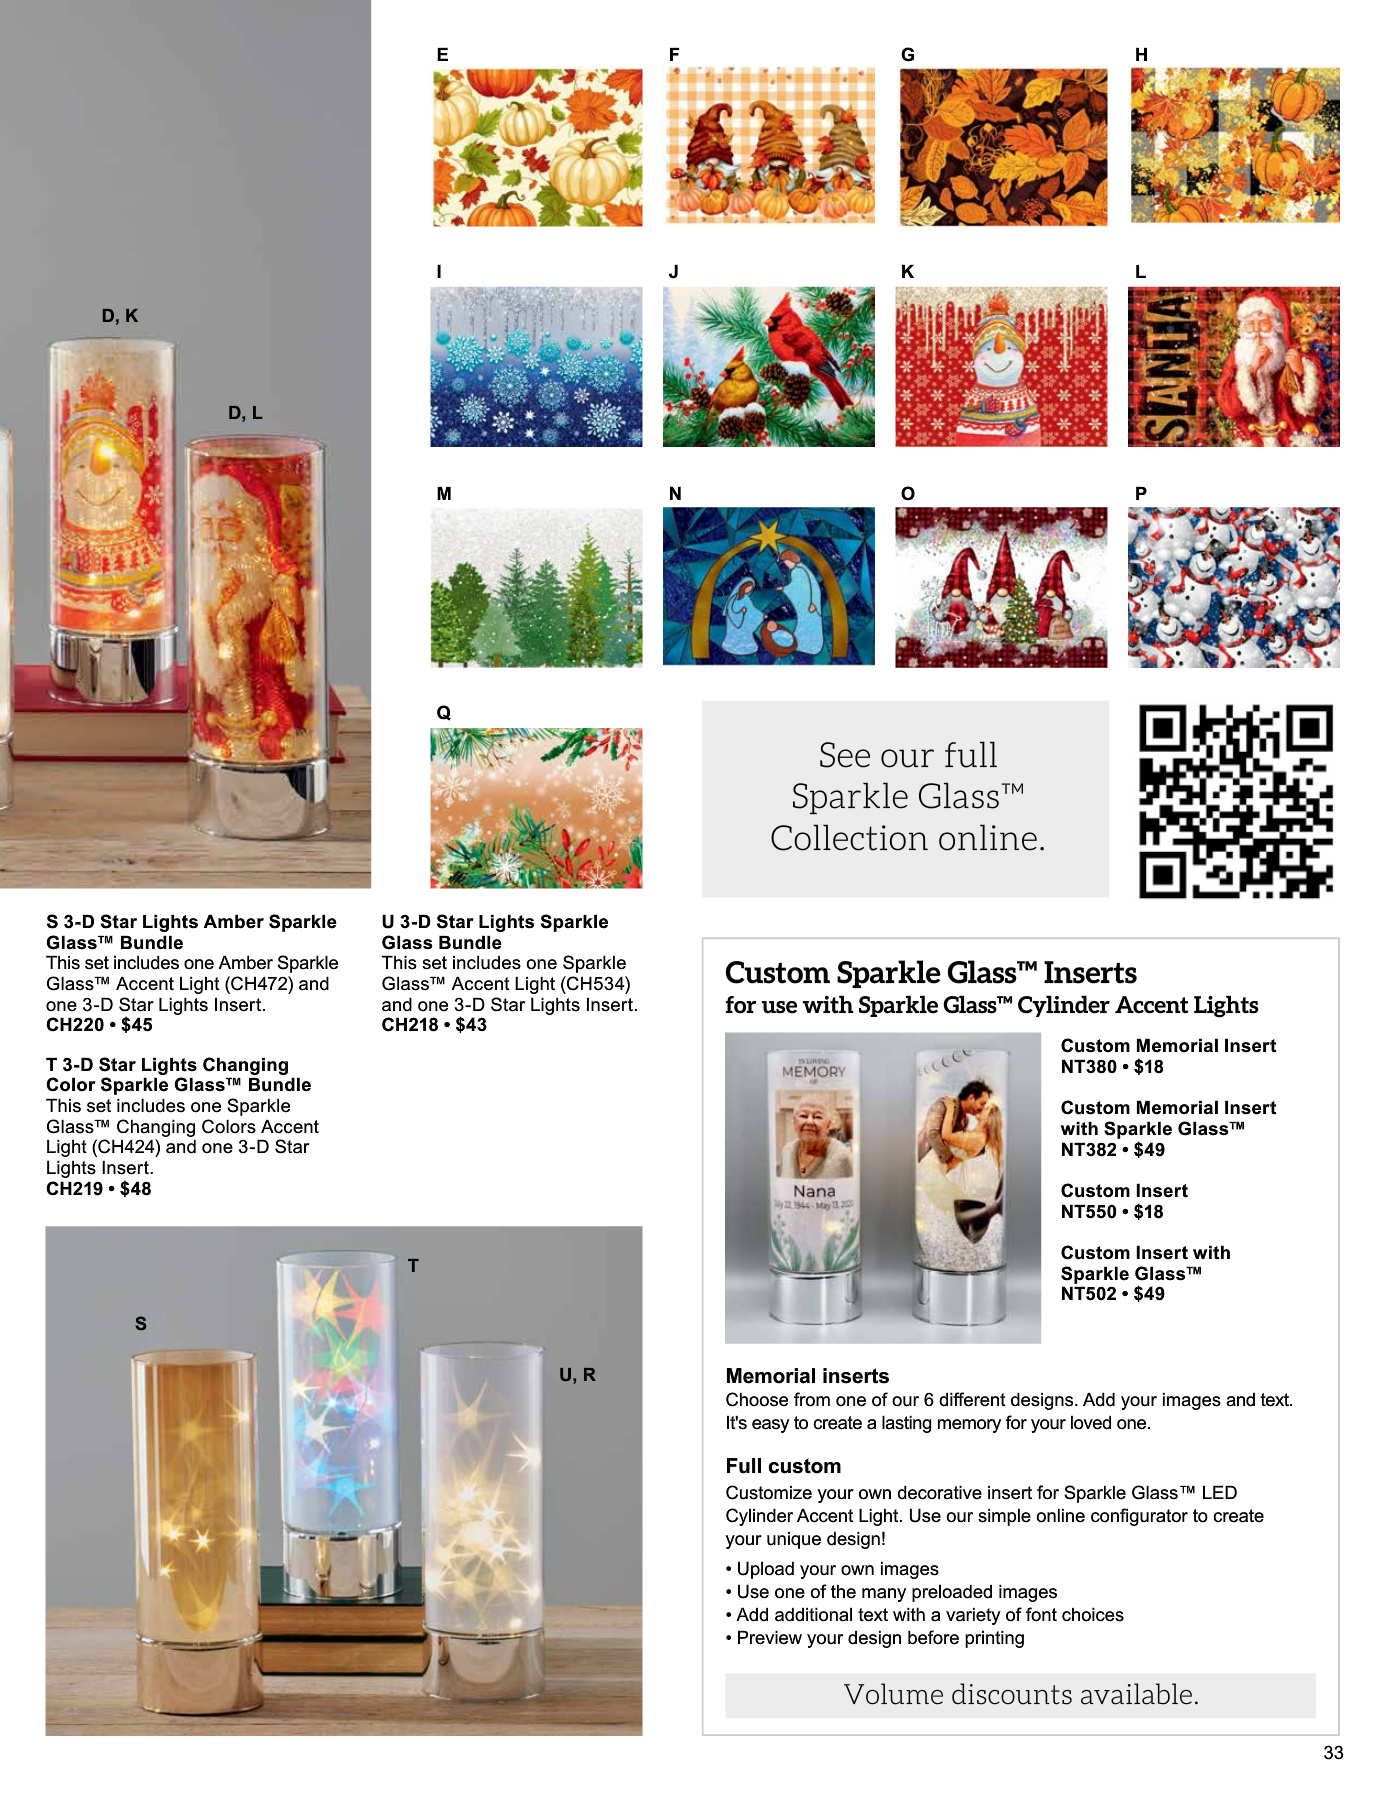 E
F
G
H
I
J
K
L
SANTA
D, K
D, L
M
N
O
P
Q
See our full
Sparkle Glass™
Collection online.
S 3-D Star Lights Amber Sparkle
Glass™ Bundle
This set includes one Amber Sparkle
Glass™ Accent Light (CH472) and
one 3-D Star Lights Insert.
CH220 • $45
T 3-D Star Lights Changing
Color Sparkle Glass™ Bundle
This set includes one Sparkle
Glass™ Changing Colors Accent
Light (CH424) and one 3-D Star
Lights Insert.
CH219 • $48
U 3-D Star Lights Sparkle
Glass Bundle
This set includes one Sparkle
Glass™ Accent Light (CH534)
and one 3-D Star Lights Insert.
CH218 • $43
S
T
U, R
Custom Sparkle Glass™ Inserts
for use with Sparkle Glass™ Cylinder Accent Lights
IN LOVING
MEMORY
OF
Nana
July 22, 1944 - May 13, 2020
Custom Memorial Insert
NT380 • $18
Custom Memorial Insert
with Sparkle Glass™
NT382 • $49
Custom Insert
NT550 • $18
Custom Insert with
Sparkle Glass™
NT502 • $49
Memorial inserts
Choose from one of our 6 different designs. Add your images and text.
It's easy to create a lasting memory for your loved one.
Full custom
Customize your own decorative insert for Sparkle Glass™ LED
Cylinder Accent Light. Use our simple online configurator to create
your unique design!
• Upload your own images
• Use one of the many preloaded images
• Add additional text with a variety of font choices
• Preview your design before printing
Volume discounts available.
33